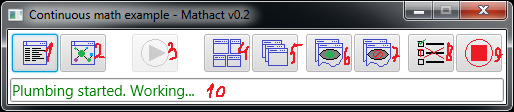 Continuous math example - Mathact v0.2
1 2 3 4 5 6 7 8 9
Plumbing started. Working... 10